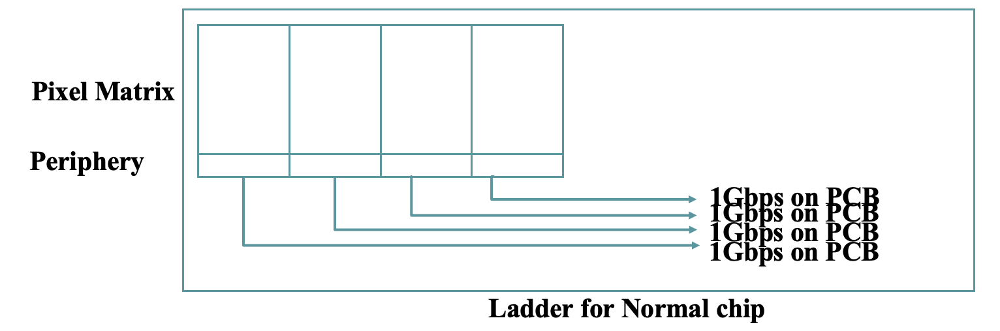 Pixel Matrix
Periphery
1Gbps on PCB
1Gbps on PCB
1Gbps on PCB
1Gbps on PCB
Ladder for Normal chip